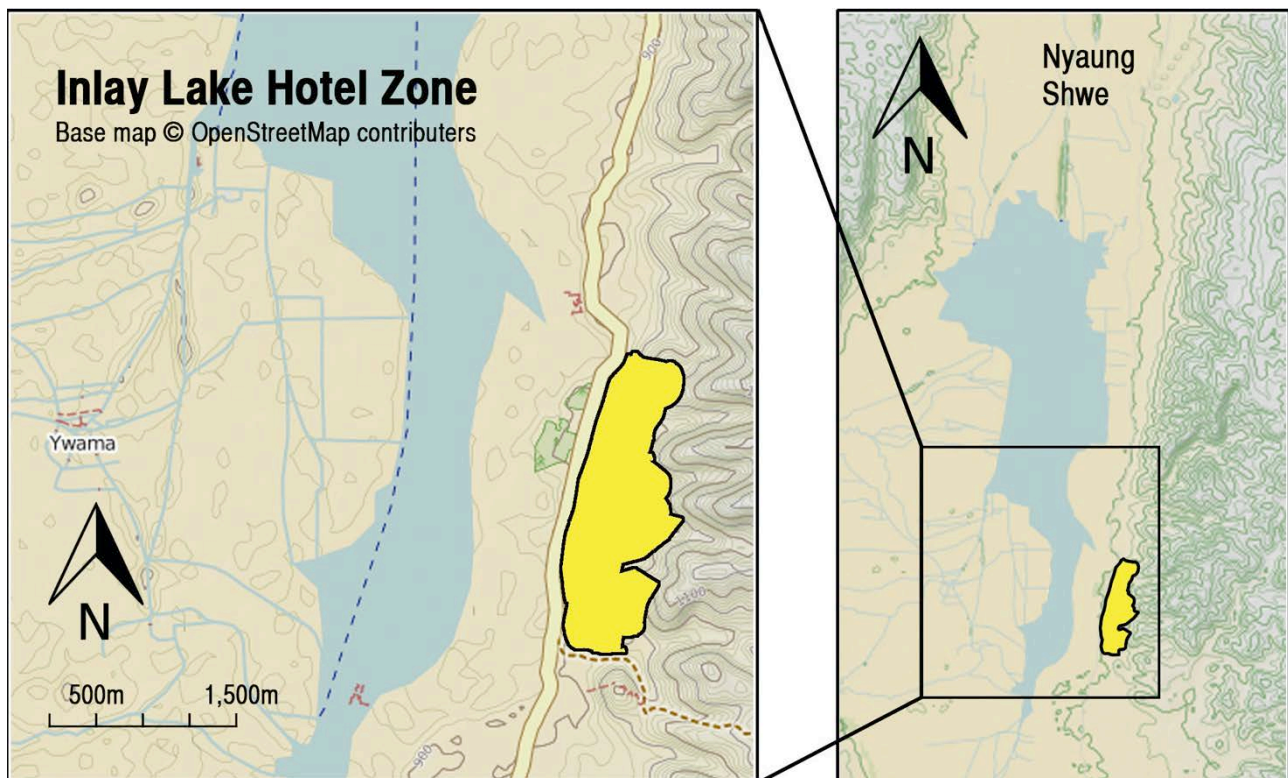 Inlay Lake Hotel Zone
Base map © OpenStreetMap contributers
900
Ywama
N
1100
500m 1,500m
900
Nyaung
Shwe
N